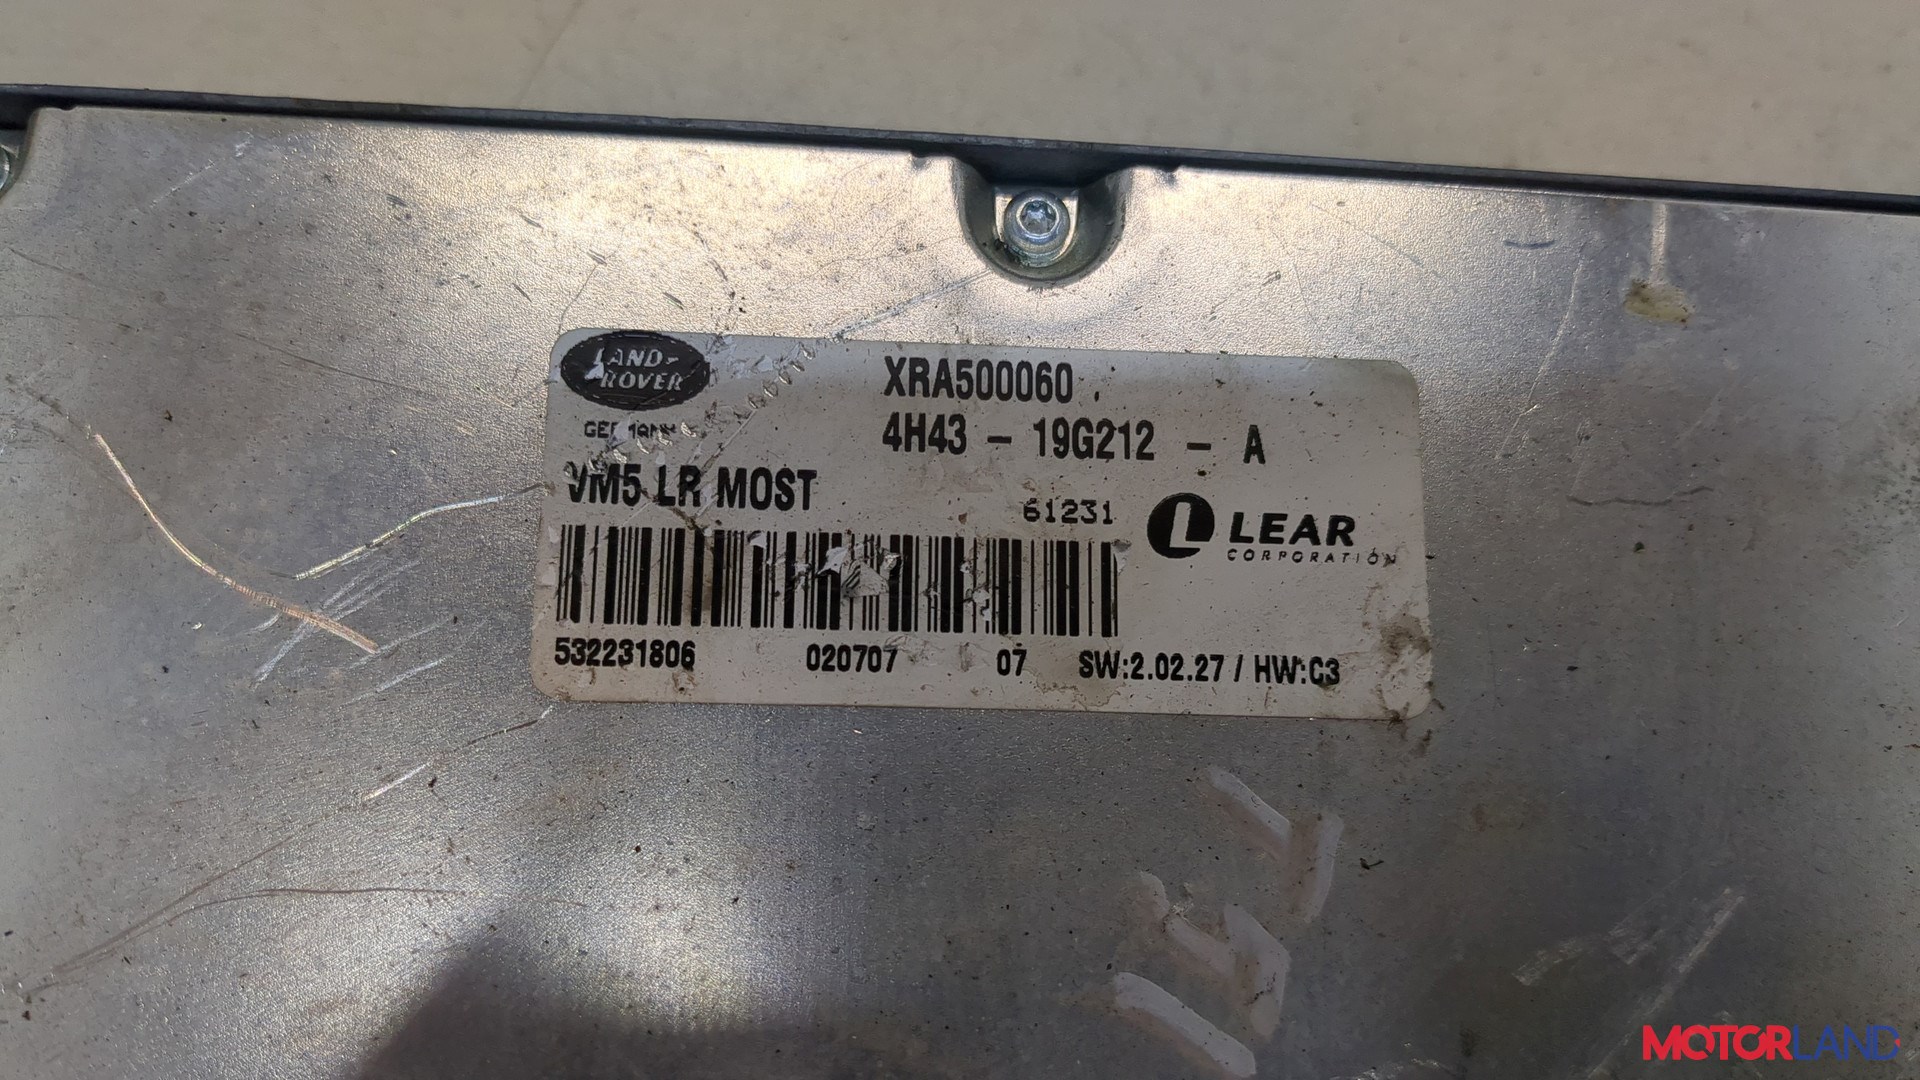 LAND-
ROVER
XRA500060
GERMANY
4H43 - 19G212 - A
VM5 LR MOST
61231
LEAR
CORPORATION
532231806 020707 07 SW:2.02.27 / HW:C3
MOTORLAND